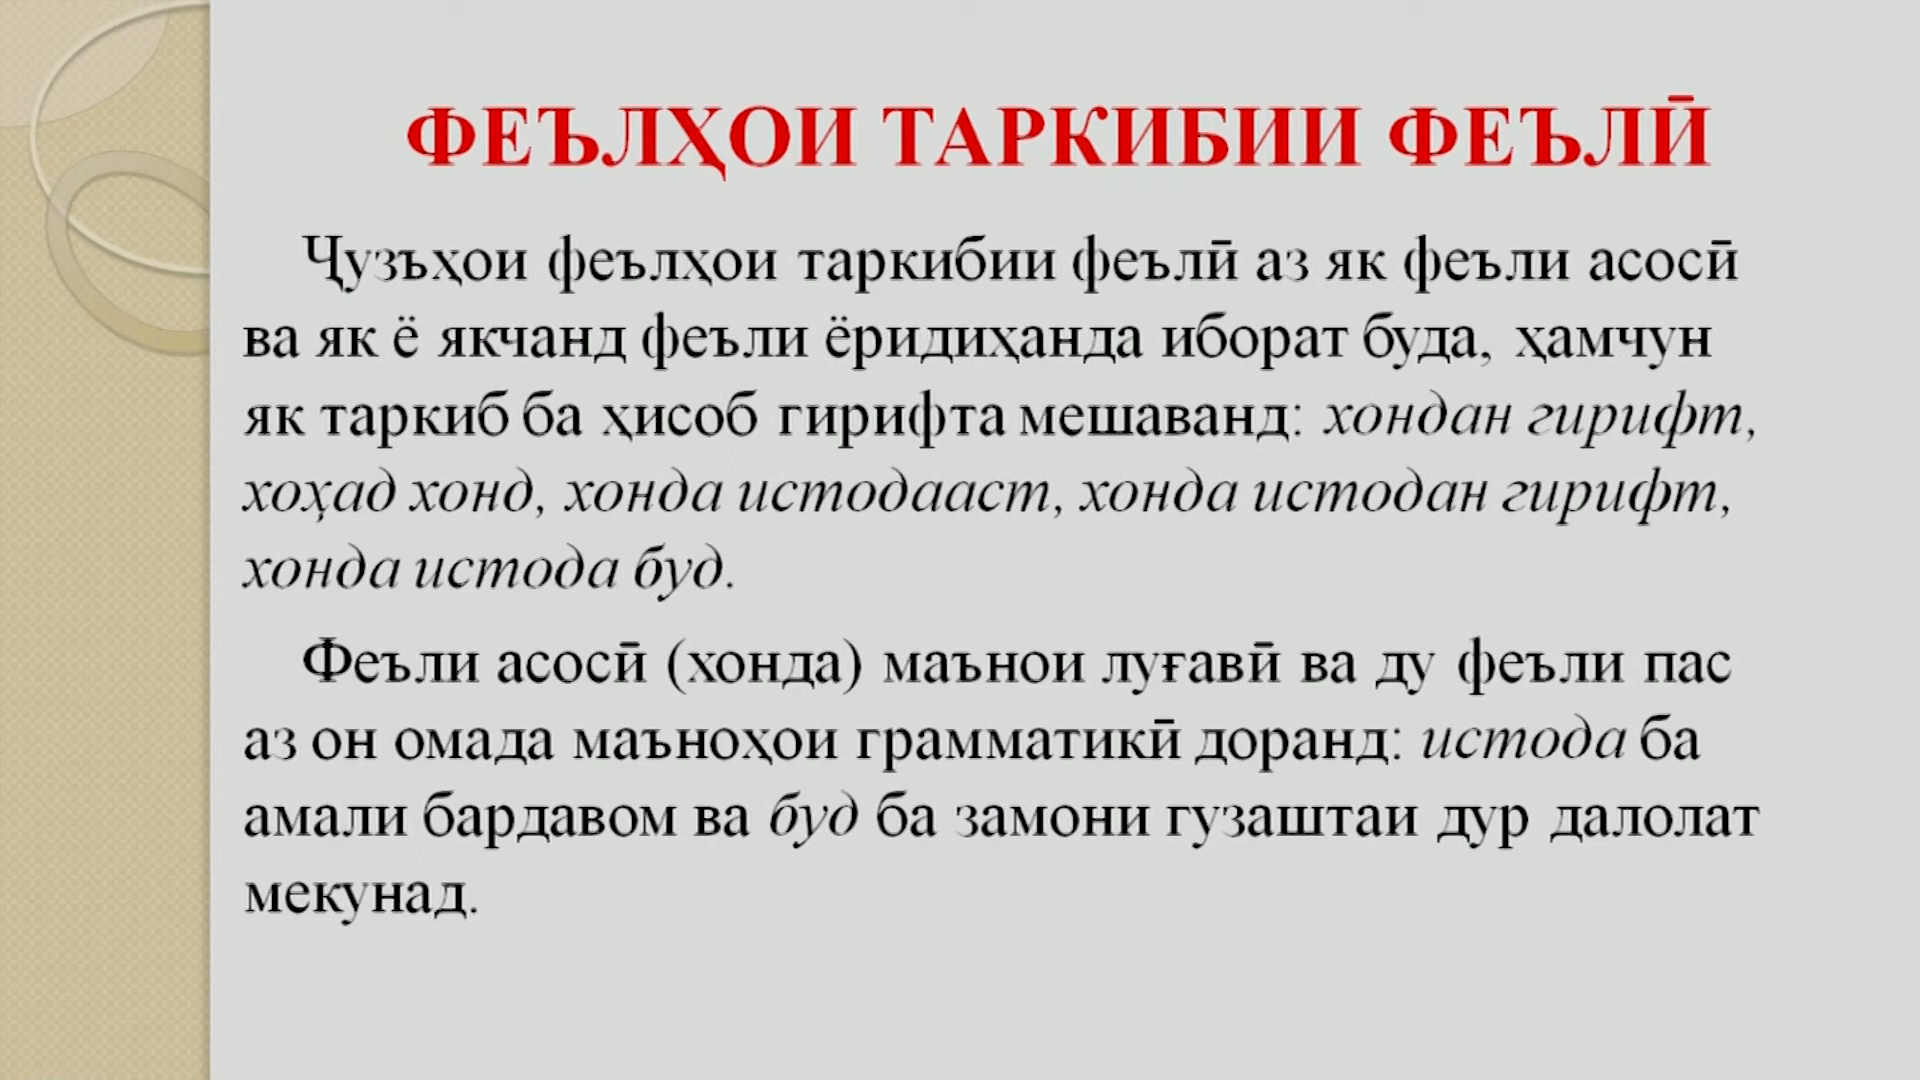 ФЕЪЛҲОИ ТАРКИБИИ ФЕЪЛӢ
Ҷузъҳои феълҳои таркибии феълӣ аз як феъли асосӣ
ва як ё якчанд феъли ёридиҳанда иборат буда, ҳамчун
як таркиб ба ҳисоб гирифта мешаванд: хондан гирифт,
хоҳад хонд, хонда истодааст, хонда истодан гирифт,
хонда истода буд.
Феъли асосӣ (хонда) маънои луғавӣ ва ду феъли пас
аз он омада маъноҳои грамматикӣ доранд: истода ба
амали бардавом ва буд ба замони гузаштаи дур далолат
мекунад.